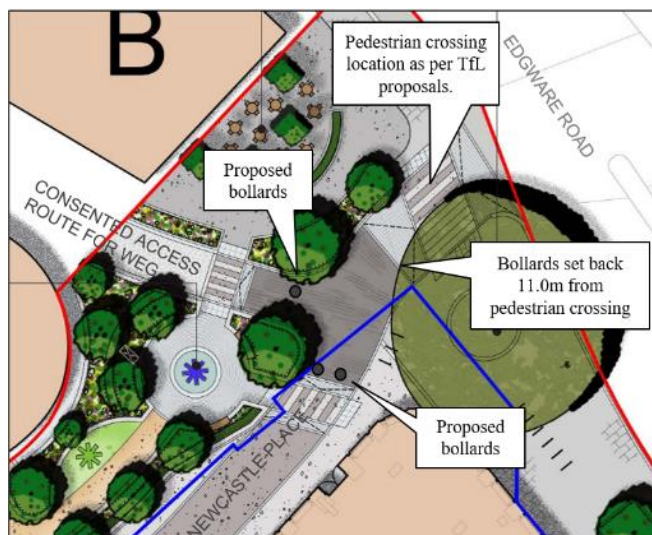 B
Pedestrian crossing
location as per TfL
proposals.
EDGWARE ROAD
Proposed
bollards
CONSENTED ACCESS
ROUTE FOR WEG
Bollards set back
11.0m from
pedestrian crossing
Proposed
bollards
NEWCASTLE PLACE